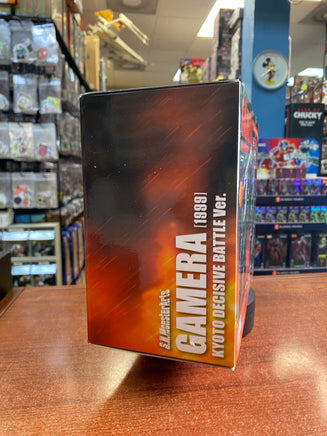 S.H.MonsterArts
GAMERA [1999]
KYOTO DECISIVE BATTLE Ver.
CHUCKY